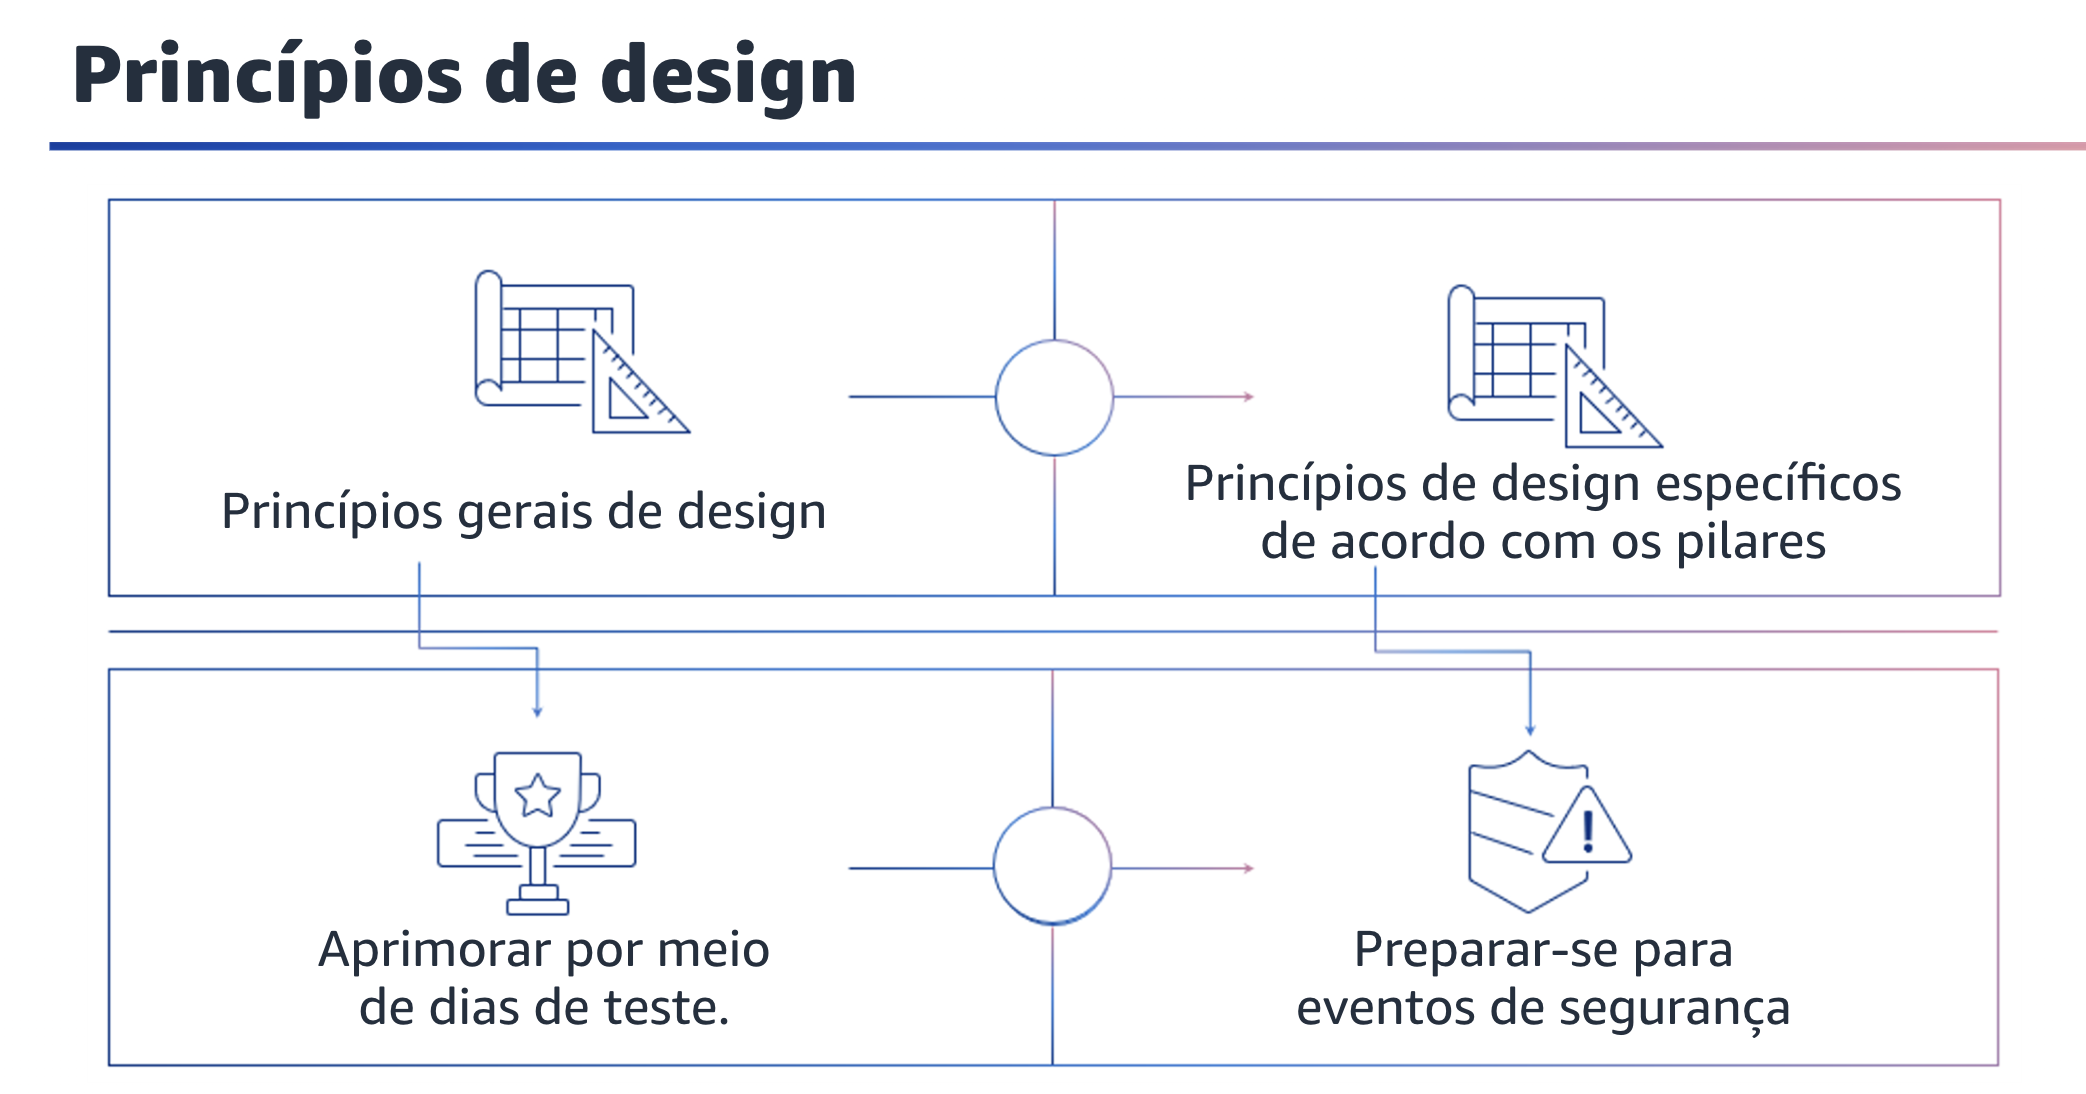 Princípios de design
Princípios gerais de design
Princípios de design específicos
de acordo com os pilares
Aprimorar por meio
de dias de teste.
Preparar-se para
eventos de segurança